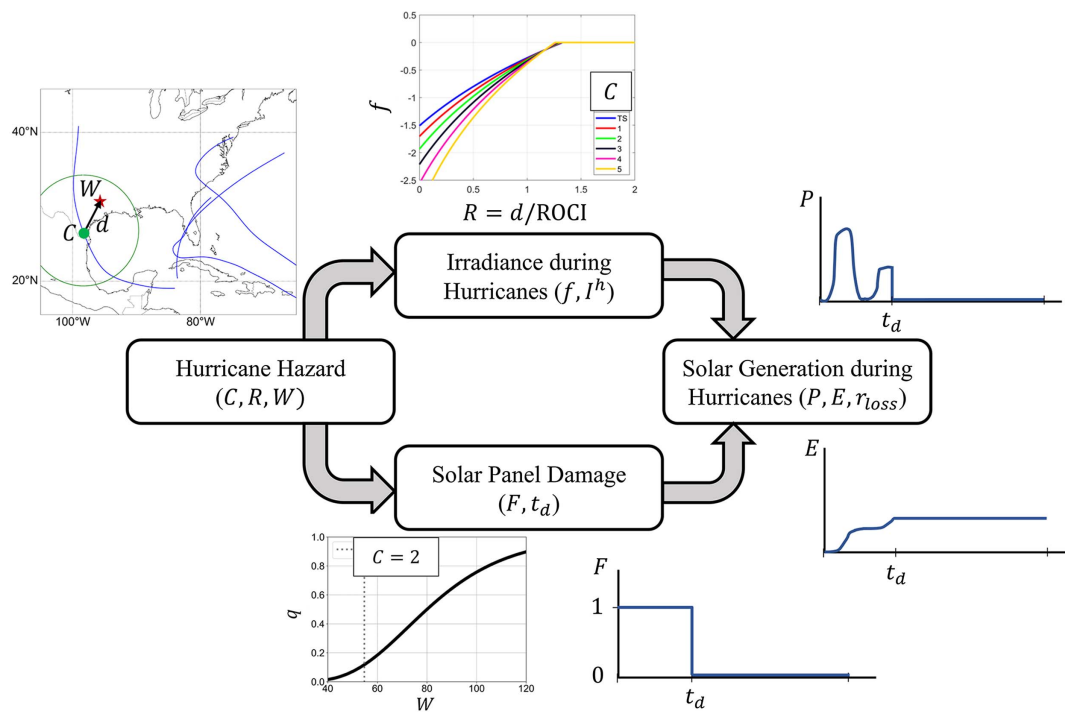 0
-0.5
-1
-1.5
-2
-2.5
f
C
TS
1
2
3
4
5
0
0.5
1
1.5
2
R = d/ROCI
40°N
20°N
100°W
80°W
W
C
d
Irradiance during
Hurricanes (f, I^h)
P
t_d
Hurricane Hazard
(C, R, W)
Solar Generation during
Hurricanes (P, E, r_loss)
Solar Panel Damage
(F, t_d)
E
t_d
1.0
0.8
0.6
0.4
0.2
0.0
q
C = 2
40
60
80
100
120
W
F
1
0
t_d